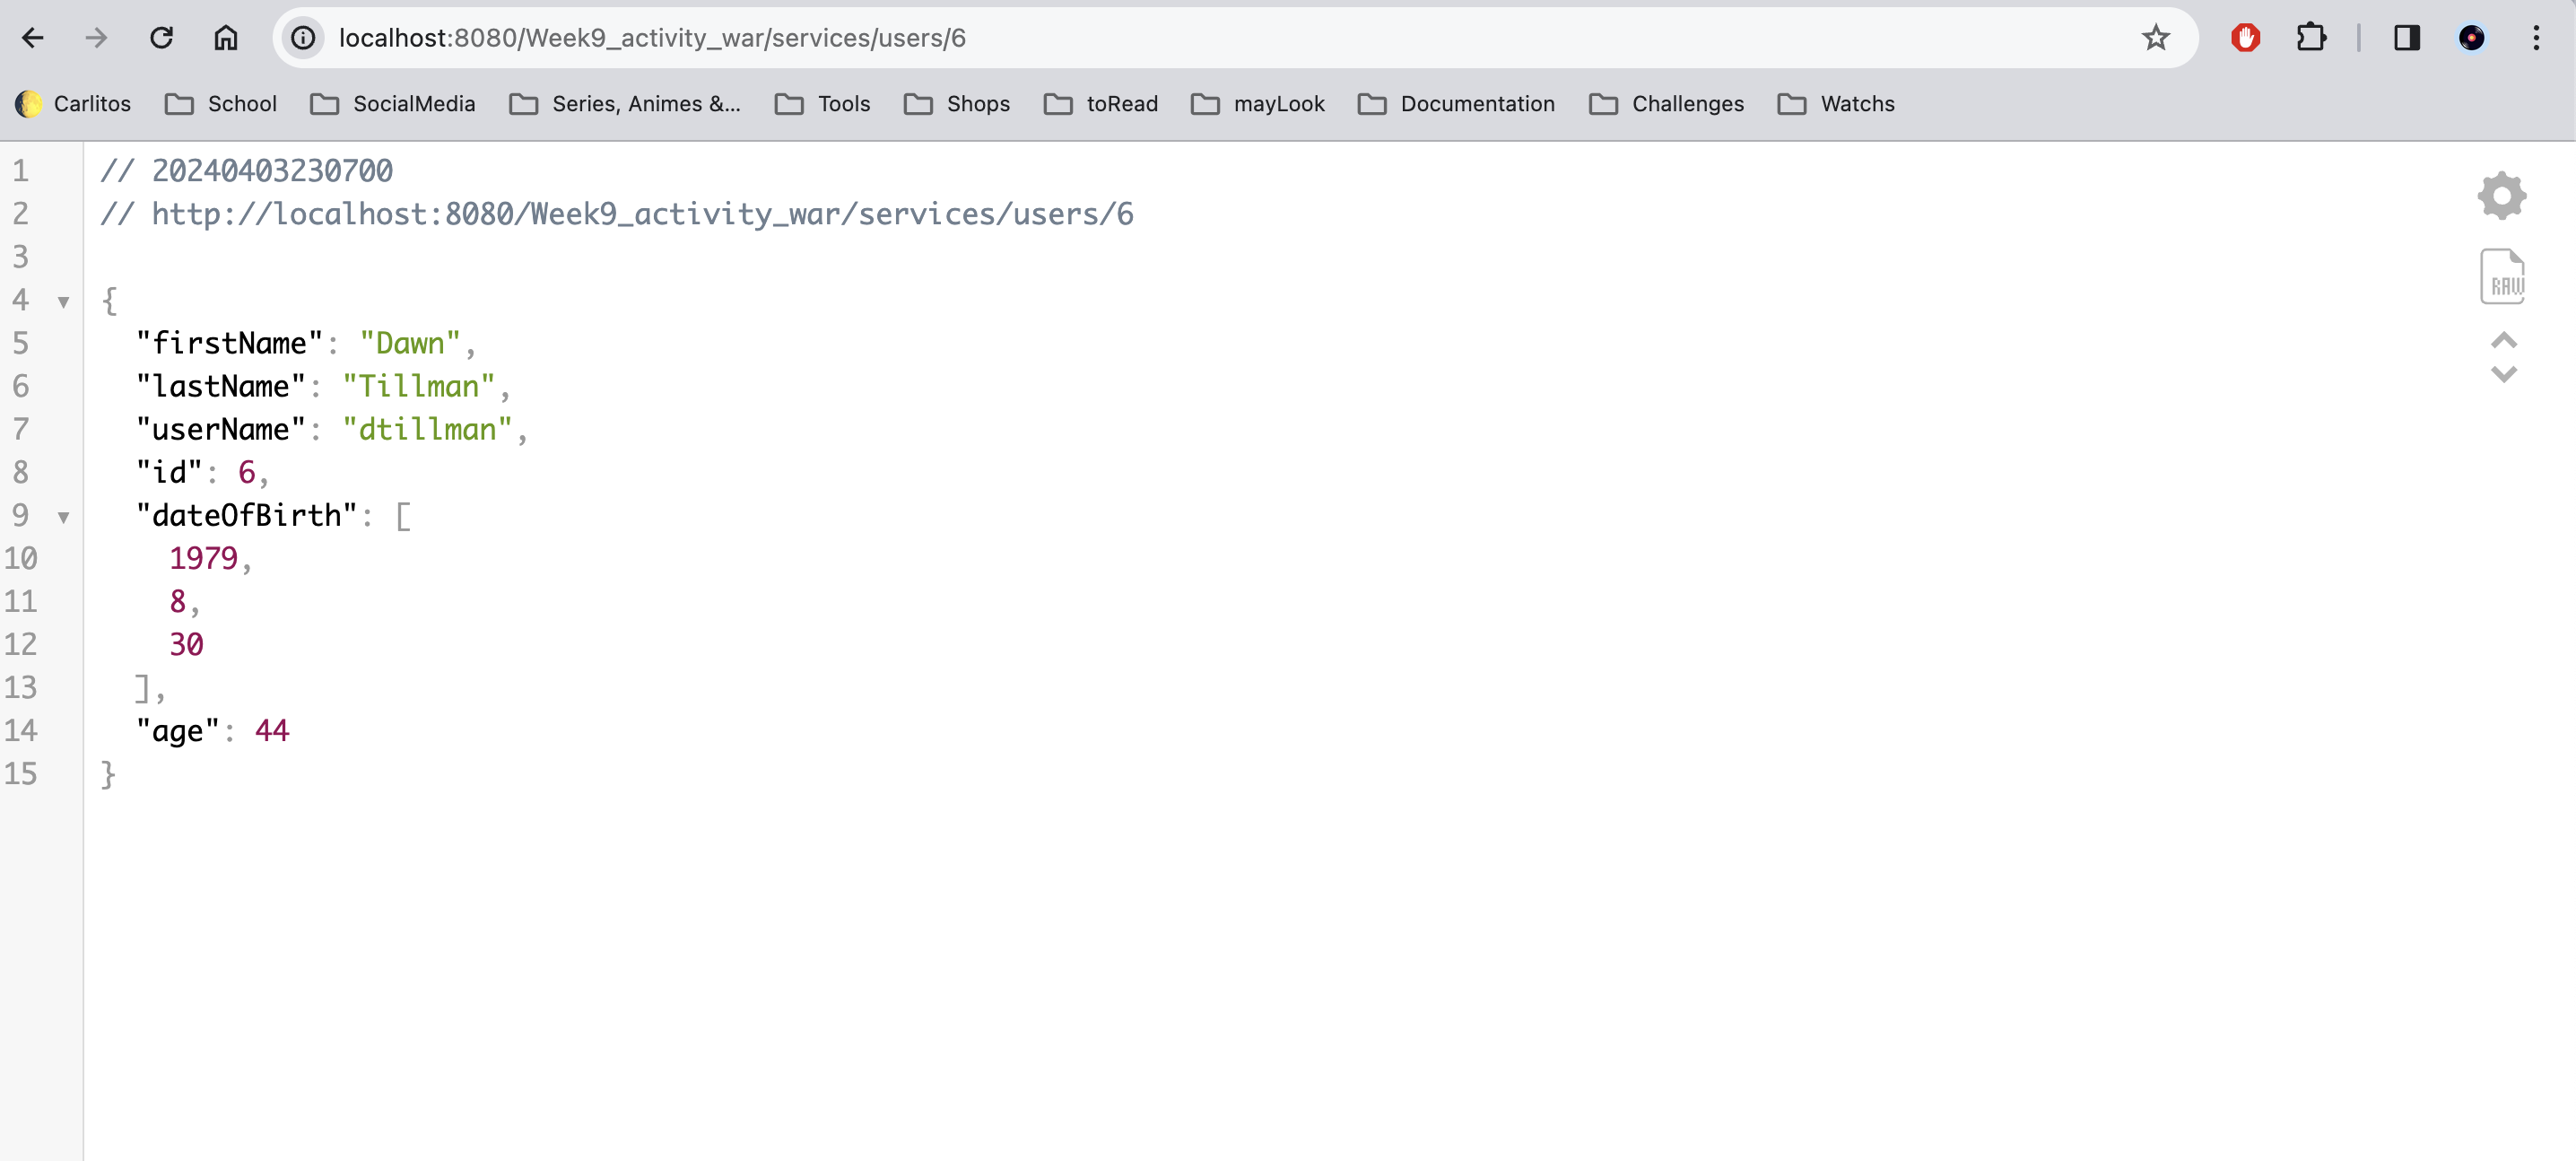 localhost:8080/Week9_activity_war/services/users/6
Carlitos School SocialMedia Series, Animes &... Tools Shops toRead mayLook Documentation Challenges Watchs
1 // 20240403230700
2 // http://localhost:8080/Week9_activity_war/services/users/6
3
4 {
5 "firstName": "Dawn",
6 "lastName": "Tillman",
7 "userName": "dtillman",
8 "id": 6,
9 "dateOfBirth": [
10 1979,
11 8,
12 30
13 ],
14 "age": 44
15 }
RAW